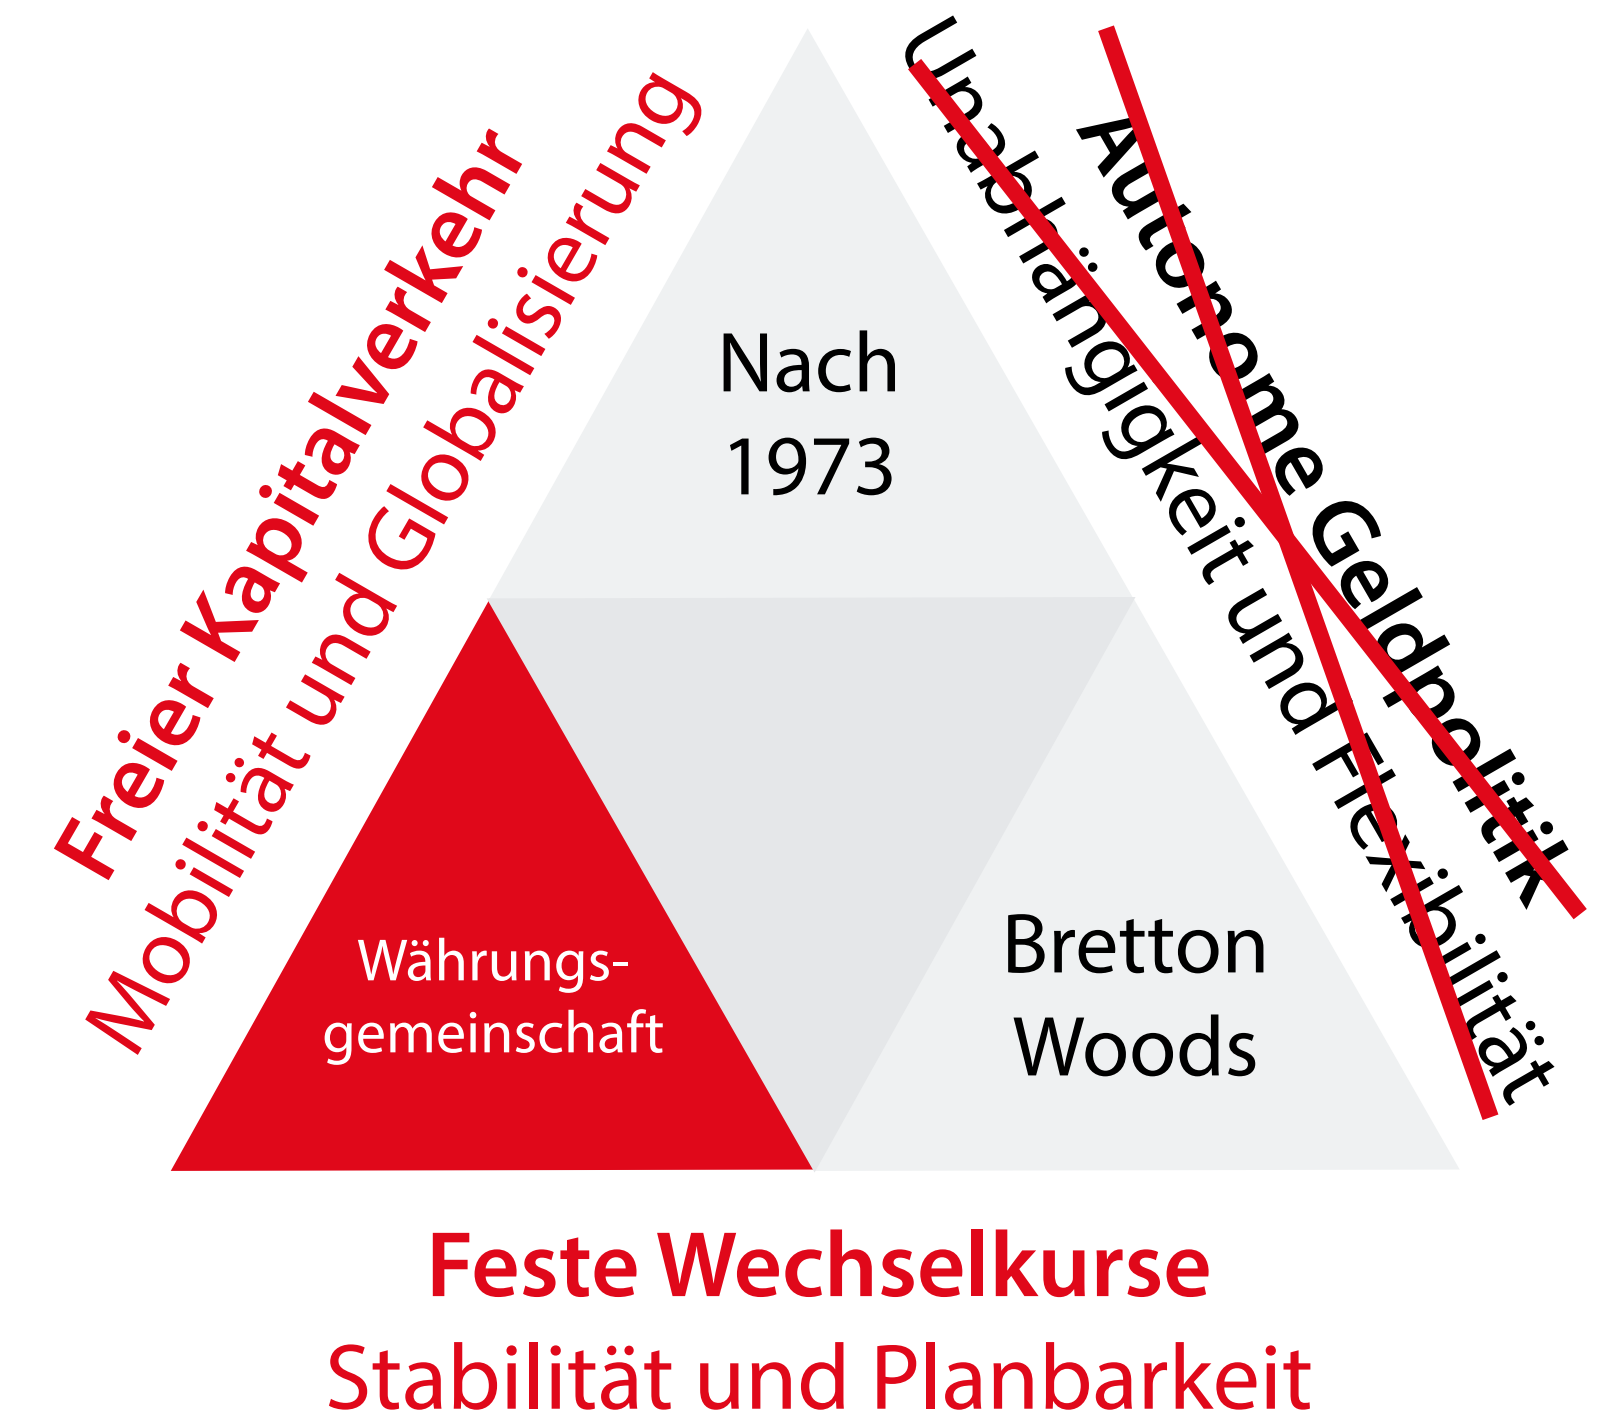 Freier Kapitalverkehr
Mobilität und Globalisierung
Autonome Geldpolitik
Unabhängigkeit und Flexibilität
Nach
1973
Währungs-
gemeinschaft
Bretton
Woods
Feste Wechselkurse
Stabilität und Planbarkeit